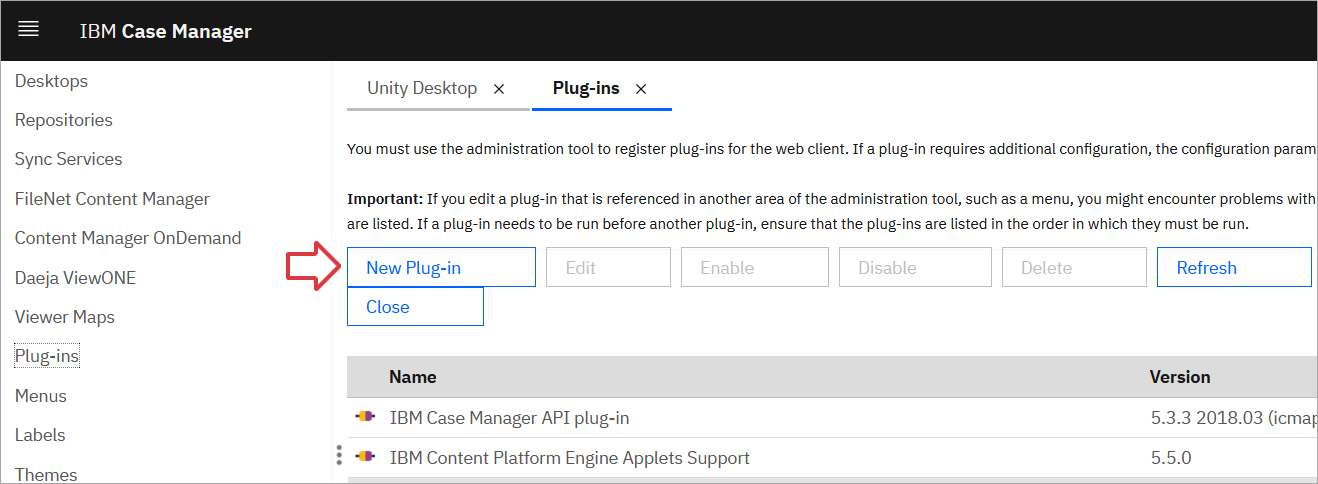 IBM Case Manager
Desktops
Repositories
Sync Services
FileNet Content Manager
Content Manager OnDemand
Daeja ViewONE
Viewer Maps
Plug-ins
Menus
Labels
Themes
Unity Desktop
Plug-ins
You must use the administration tool to register plug-ins for the web client. If a plug-in requires additional configuration, the configuration param
Important: If you edit a plug-in that is referenced in another area of the administration tool, such as a menu, you might encounter problems with
are listed. If a plug-in needs to be run before another plug-in, ensure that the plug-ins are listed in the order in which they must be run.
New Plug-in Edit Enable Disable Delete Refresh
Close
Name Version
IBM Case Manager API plug-in 5.3.3 2018.03 (icmap
IBM Content Platform Engine Applets Support 5.5.0